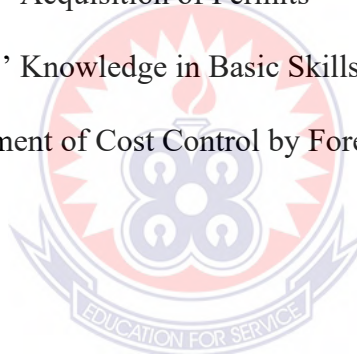 Acquisition of Permits
’ Knowledge in Basic Skills
ment of Cost Control by Fore
EDUCATION FOR SERVICE